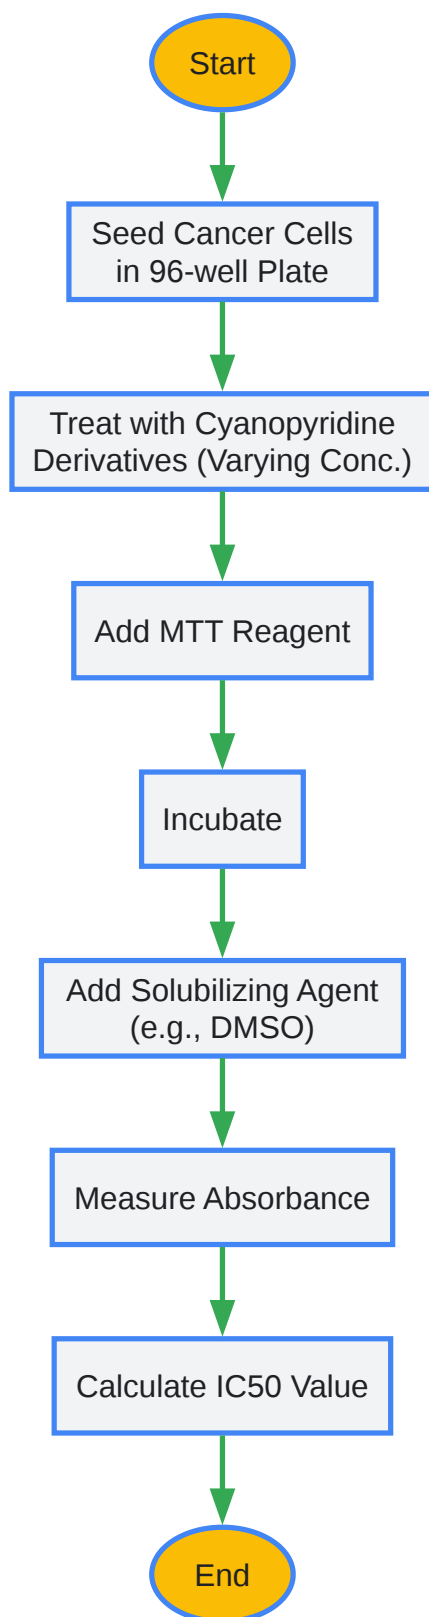 Start
Seed Cancer Cells
in 96-well Plate
Treat with Cyanopyridine
Derivatives (Varying Conc.)
Add MTT Reagent
Incubate
Add Solubilizing Agent
(e.g., DMSO)
Measure Absorbance
Calculate IC50 Value
End